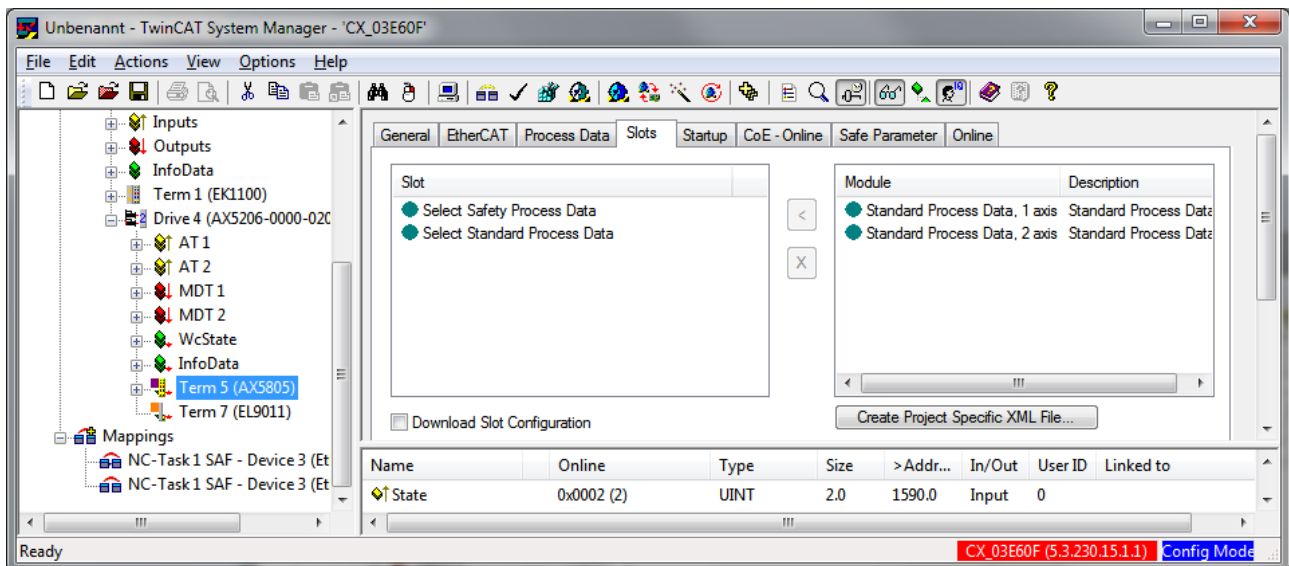 Unbenannt - TwinCAT System Manager - 'CX_03E60F'
File Edit Actions View Options Help
Inputs
Outputs
InfoData
Term 1 (EK1100)
Drive 4 (AX5206-0000-020
AT 1
AT 2
MDT 1
MDT 2
WcState
InfoData
Term 5 (AX5805)
Term 7 (EL9011)
Mappings
NC-Task 1 SAF - Device 3 (Et
NC-Task 1 SAF - Device 3 (Et
General EtherCAT Process Data Slots Startup CoE - Online Safe Parameter Online
Slot
Select Safety Process Data
Select Standard Process Data
<
X
Module Description
Standard Process Data, 1 axis Standard Process Data
Standard Process Data, 2 axis Standard Process Data
Download Slot Configuration
Create Project Specific XML File...
Name Online Type Size >Addr... In/Out User ID Linked to
State 0x0002 (2) UINT 2.0 1590.0 Input 0
Ready
CX_03E60F (5.3.230.15.1.1) Config Mode